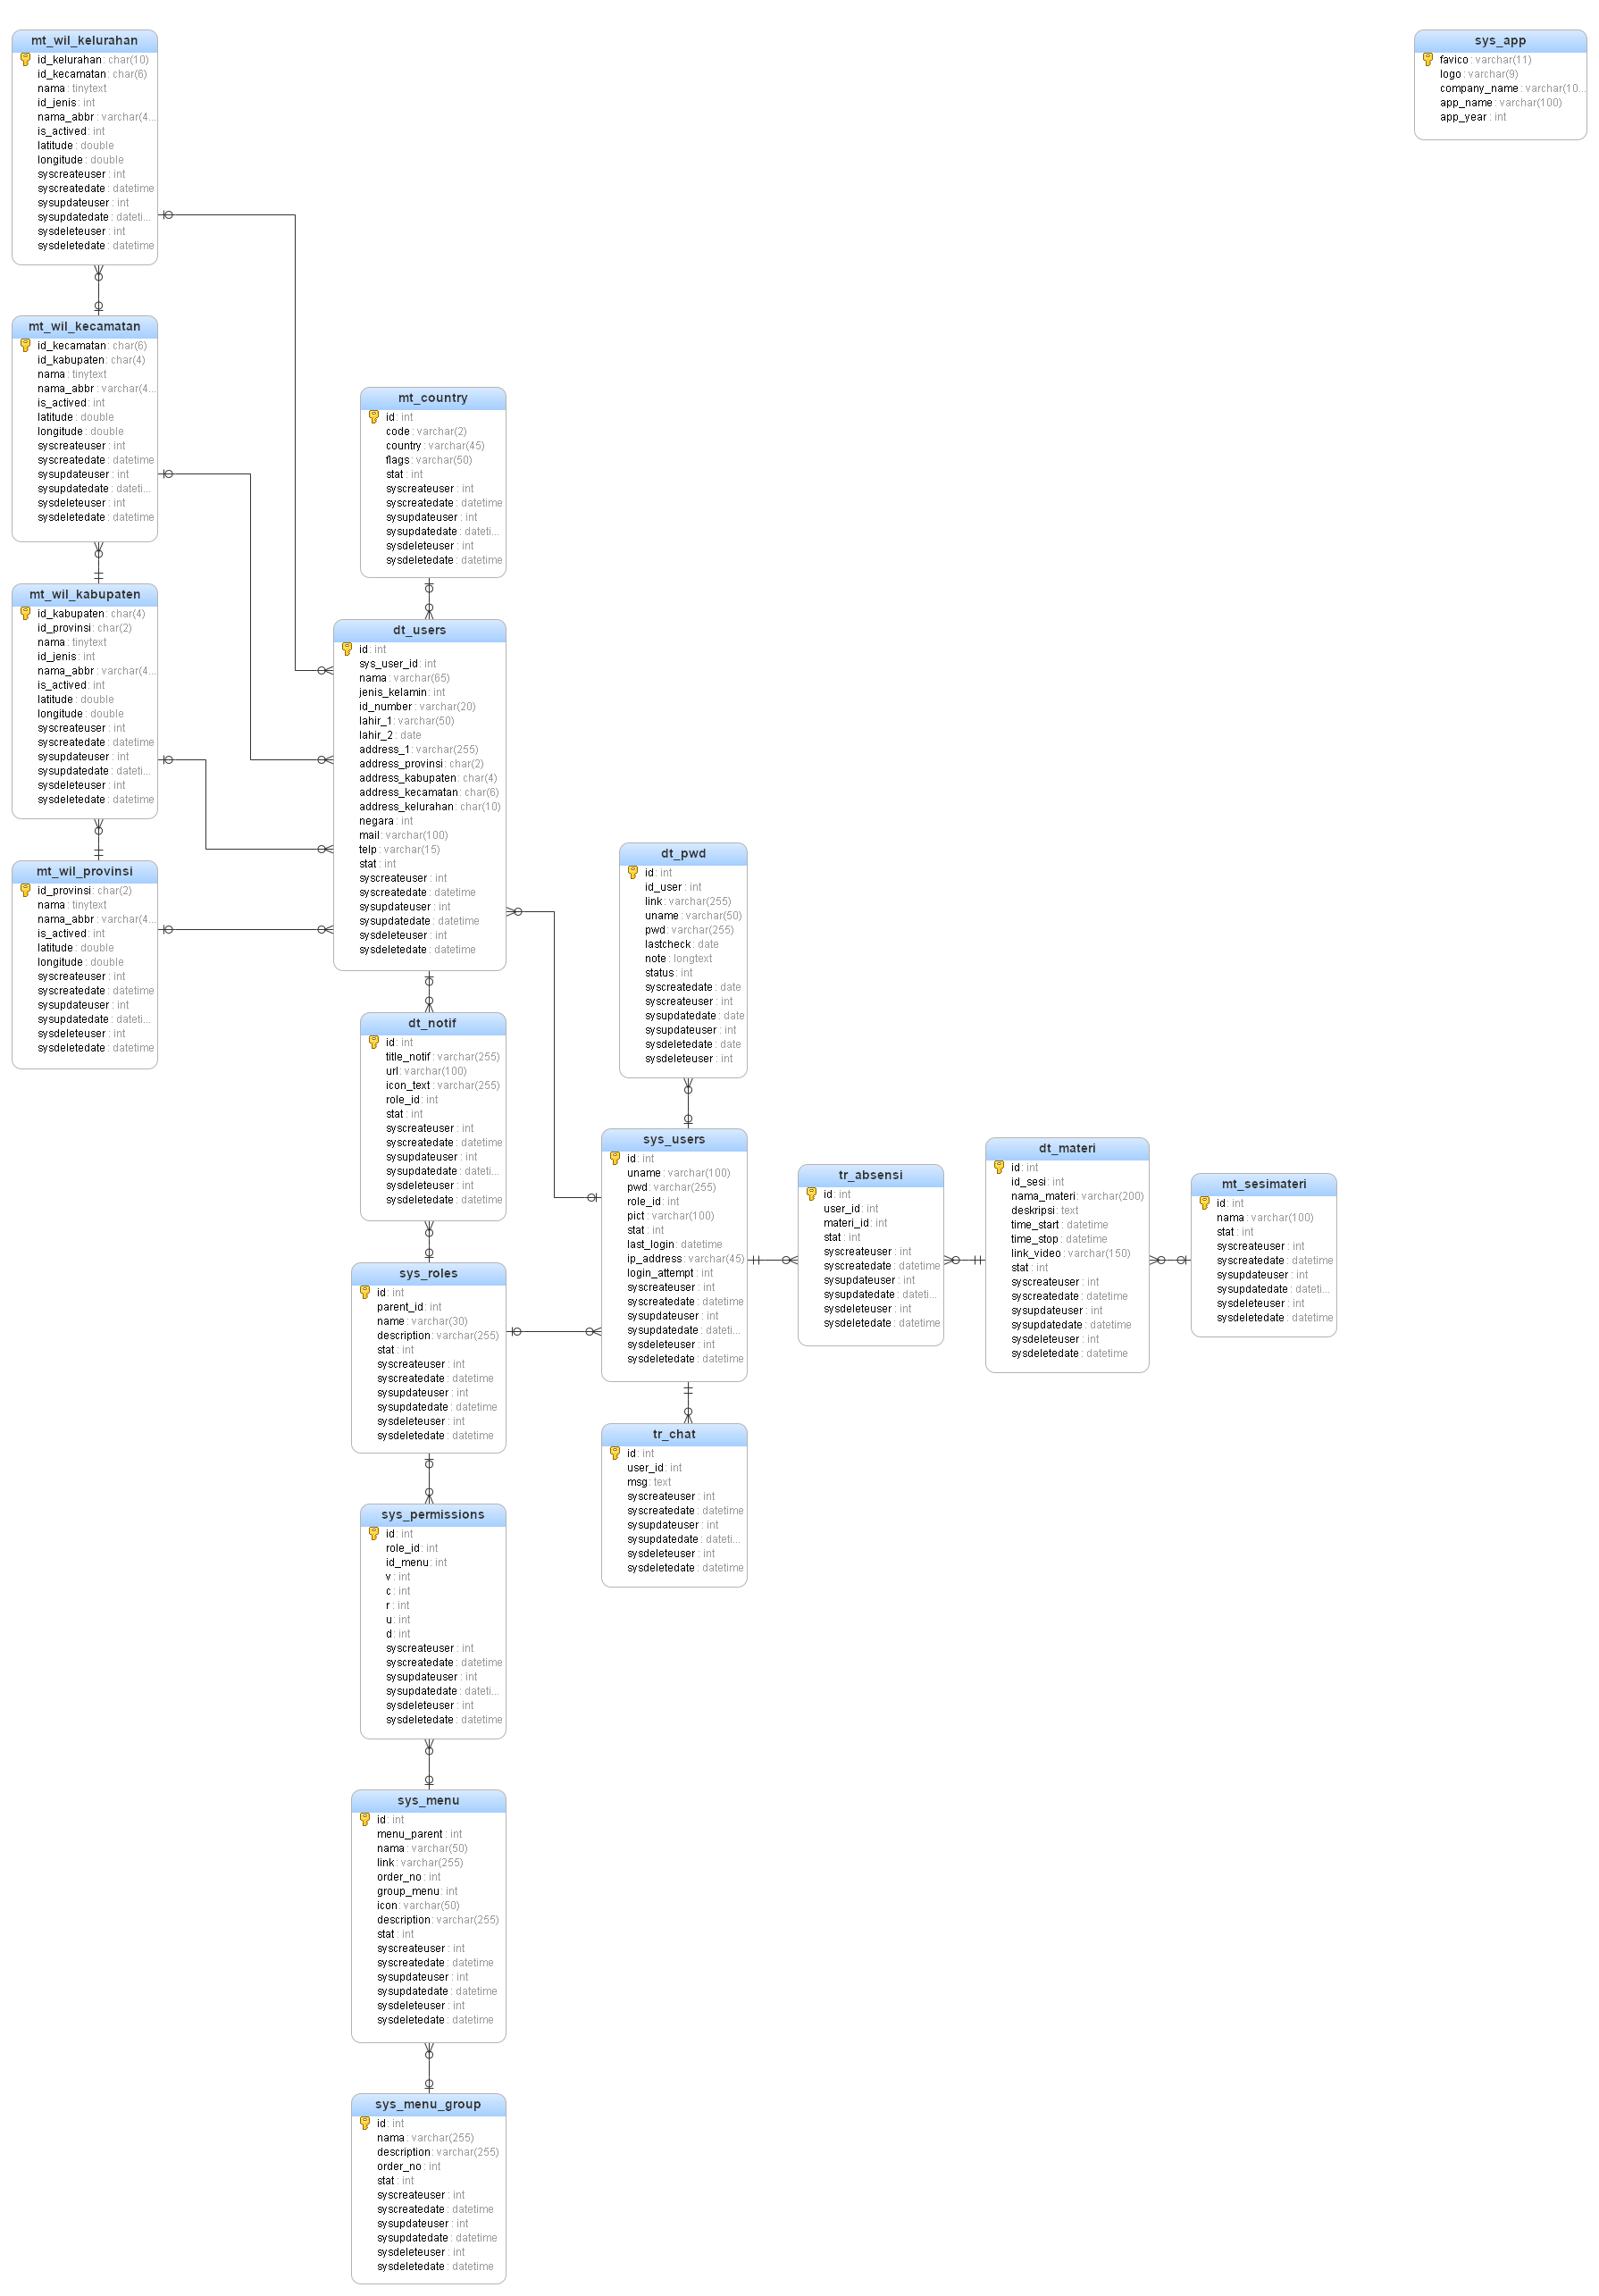 mt_wil_kelurahan
id_kelurahan: char(10)
id_kecamatan: char(6)
nama: tinytext
id_jenis: int
nama_abbr: varchar(4...
is_actived: int
latitude: double
longitude: double
syscreateuser: int
syscreatedate: datetime
sysupdateuser: int
sysupdatedate: dateti...
sysdeleteuser: int
sysdeletedate: datetime
sys_app
favico: varchar(11)
logo: varchar(9)
company_name: varchar(10...
app_name: varchar(100)
app_year: int
mt_wil_kecamatan
id_kecamatan: char(6)
id_kabupaten: char(4)
nama: tinytext
nama_abbr: varchar(4...
is_actived: int
latitude: double
longitude: double
syscreateuser: int
syscreatedate: datetime
sysupdateuser: int
sysupdatedate: dateti...
sysdeleteuser: int
sysdeletedate: datetime
mt_country
id: int
code: varchar(2)
country: varchar(45)
flags: varchar(50)
stat: int
syscreateuser: int
syscreatedate: datetime
sysupdateuser: int
sysupdatedate: dateti...
sysdeleteuser: int
sysdeletedate: datetime
mt_wil_kabupaten
id_kabupaten: char(4)
id_provinsi: char(2)
nama: tinytext
id_jenis: int
nama_abbr: varchar(4...
is_actived: int
latitude: double
longitude: double
syscreateuser: int
syscreatedate: datetime
sysupdateuser: int
sysupdatedate: dateti...
sysdeleteuser: int
sysdeletedate: datetime
dt_users
id: int
sys_user_id: int
nama: varchar(65)
jenis_kelamin: int
id_number: varchar(20)
lahir_1: varchar(50)
lahir_2: date
address_1: varchar(255)
address_provinsi: char(2)
address_kabupaten: char(4)
address_kecamatan: char(6)
address_kelurahan: char(10)
negara: int
mail: varchar(100)
telp: varchar(15)
stat: int
syscreateuser: int
syscreatedate: datetime
sysupdateuser: int
sysupdatedate: datetime
sysdeleteuser: int
sysdeletedate: datetime
mt_wil_provinsi
id_provinsi: char(2)
nama: tinytext
nama_abbr: varchar(4...
is_actived: int
latitude: double
longitude: double
syscreateuser: int
syscreatedate: datetime
sysupdateuser: int
sysupdatedate: dateti...
sysdeleteuser: int
sysdeletedate: datetime
dt_pwd
id: int
id_user: int
link: varchar(255)
uname: varchar(50)
pwd: varchar(255)
lastcheck: date
note: longtext
status: int
syscreatedate: date
syscreateuser: int
sysupdatedate: date
sysupdateuser: int
sysdeletedate: date
sysdeleteuser: int
dt_notif
id: int
title_notif: varchar(255)
url: varchar(100)
icon_text: varchar(255)
role_id: int
stat: int
syscreateuser: int
syscreatedate: datetime
sysupdateuser: int
sysupdatedate: dateti...
sysdeleteuser: int
sysdeletedate: datetime
sys_users
id: int
uname: varchar(100)
pwd: varchar(255)
role_id: int
pict: varchar(100)
stat: int
last_login: datetime
ip_address: varchar(45)
login_attempt: int
syscreateuser: int
syscreatedate: datetime
sysupdateuser: int
sysupdatedate: dateti...
sysdeleteuser: int
sysdeletedate: datetime
tr_absensi
id: int
user_id: int
materi_id: int
stat: int
syscreateuser: int
syscreatedate: datetime
sysupdateuser: int
sysupdatedate: dateti...
sysdeleteuser: int
sysdeletedate: datetime
dt_materi
id: int
id_sesi: int
nama_materi: varchar(200)
deskripsi: text
time_start: datetime
time_stop: datetime
link_video: varchar(150)
stat: int
syscreateuser: int
syscreatedate: datetime
sysupdateuser: int
sysupdatedate: datetime
sysdeleteuser: int
sysdeletedate: datetime
mt_sesimateri
id: int
nama: varchar(100)
stat: int
syscreateuser: int
syscreatedate: datetime
sysupdateuser: int
sysupdatedate: dateti...
sysdeleteuser: int
sysdeletedate: datetime
sys_roles
id: int
parent_id: int
name: varchar(30)
description: varchar(255)
stat: int
syscreateuser: int
syscreatedate: datetime
sysupdateuser: int
sysupdatedate: datetime
sysdeleteuser: int
sysdeletedate: datetime
tr_chat
id: int
user_id: int
msg: text
syscreateuser: int
syscreatedate: datetime
sysupdateuser: int
sysupdatedate: dateti...
sysdeleteuser: int
sysdeletedate: datetime
sys_permissions
id: int
role_id: int
id_menu: int
v: int
c: int
r: int
u: int
d: int
syscreateuser: int
syscreatedate: datetime
sysupdateuser: int
sysupdatedate: dateti...
sysdeleteuser: int
sysdeletedate: datetime
sys_menu
id: int
menu_parent: int
nama: varchar(50)
link: varchar(255)
order_no: int
group_menu: int
icon: varchar(50)
description: varchar(255)
stat: int
syscreateuser: int
syscreatedate: datetime
sysupdateuser: int
sysupdatedate: datetime
sysdeleteuser: int
sysdeletedate: datetime
sys_menu_group
id: int
nama: varchar(255)
description: varchar(255)
order_no: int
stat: int
syscreateuser: int
syscreatedate: datetime
sysupdateuser: int
sysupdatedate: datetime
sysdeleteuser: int
sysdeletedate: datetime